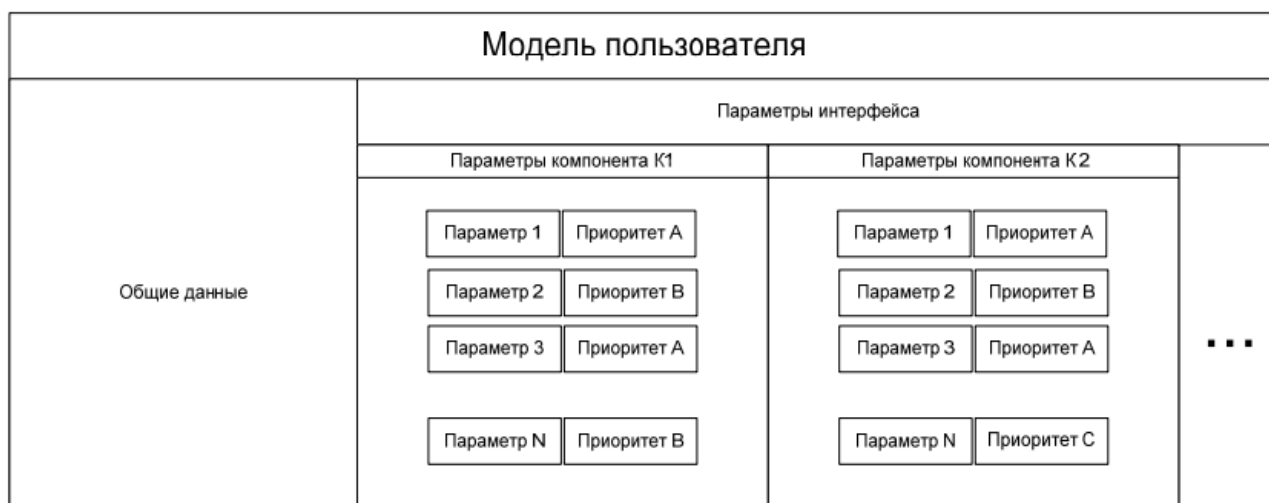 Модель пользователя
Параметры интерфейса
Параметры компонента К1
Параметры компонента К2
Общие данные
Параметр 1
Приоритет A
Параметр 2
Приоритет B
Параметр 3
Приоритет A
Параметр N
Приоритет B
Параметр 1
Приоритет A
Параметр 2
Приоритет B
Параметр 3
Приоритет A
Параметр N
Приоритет C
...